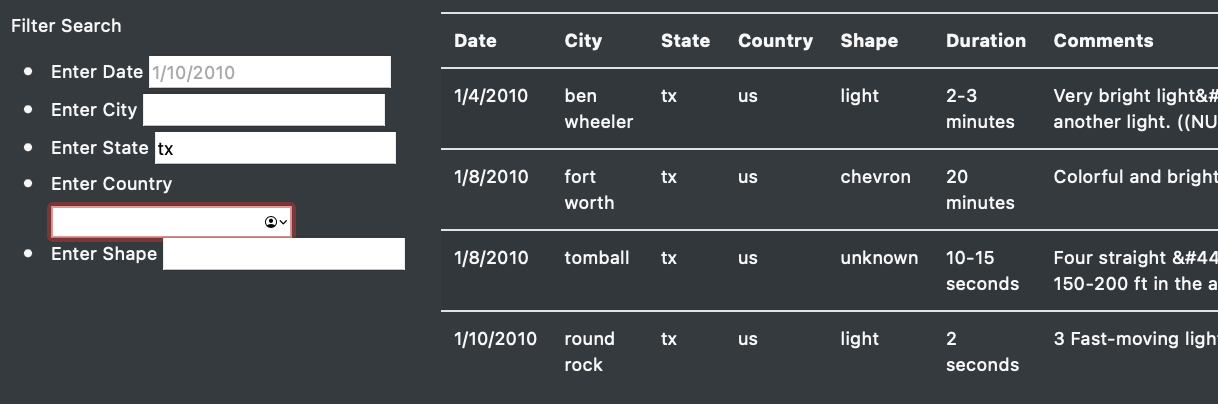 Filter Search
Enter Date 1/10/2010
Enter City
Enter State tx
Enter Country
Enter Shape
Date City State Country Shape Duration Comments
1/4/2010 ben tx us light 2-3 Very bright light&#
wheeler minutes another light. ((NU
1/8/2010 fort tx us chevron 20 Colorful and bright
worth minutes
1/8/2010 tomball tx us unknown 10-15 Four straight &#44
seconds 150-200 ft in the a
1/10/2010 round tx us light 2 3 Fast-moving ligh
rock seconds